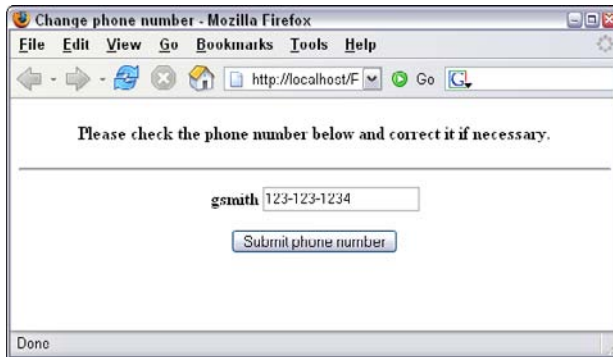 Change phone number - Mozilla Firefox
File Edit View Go Bookmarks Tools Help
http://localhost/F Go G
Please check the phone number below and correct it if necessary.
gsmith 123-123-1234
Submit phone number
Done